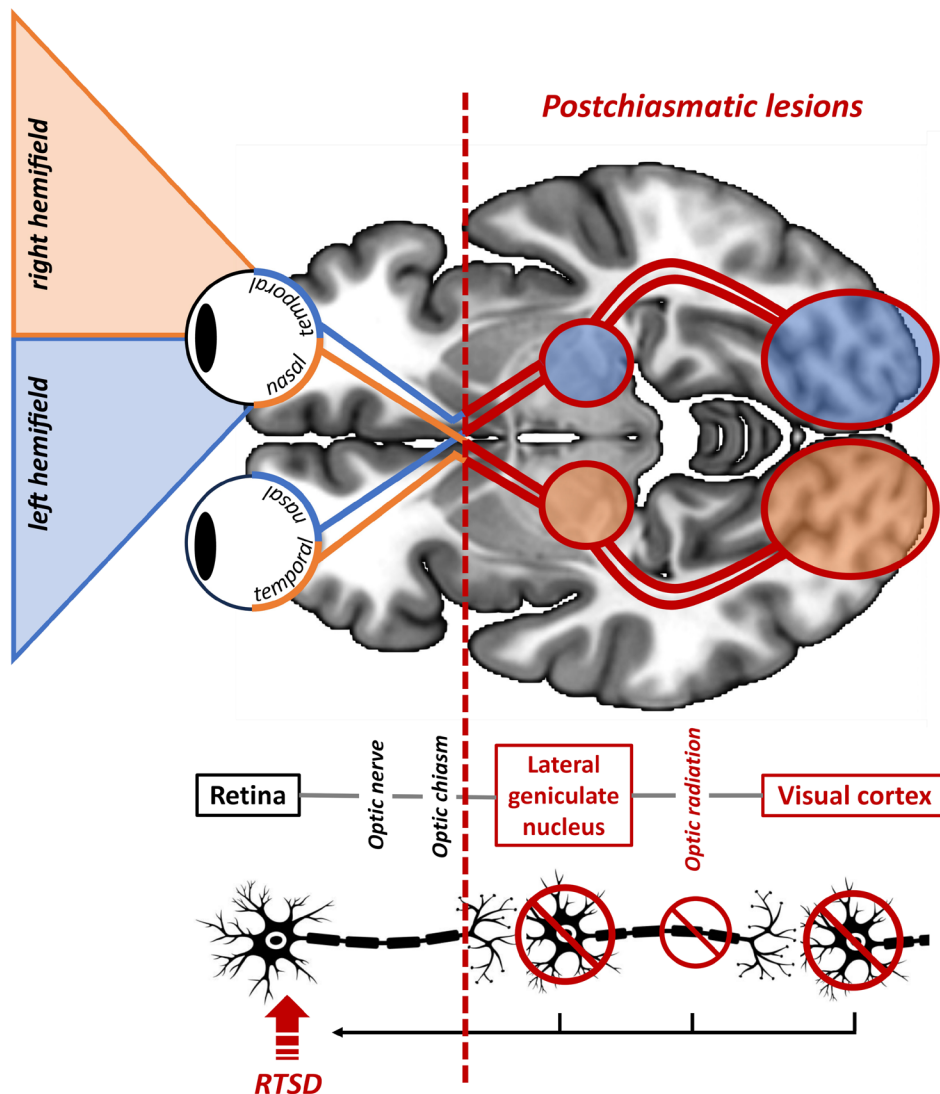 Postchiasmatic lesions
right hemifield
left hemifield
temporal
nasal
nasal
temporal
Retina
Optic nerve
Optic chiasm
Lateral
geniculate
nucleus
Optic radiation
Visual cortex
RTSD